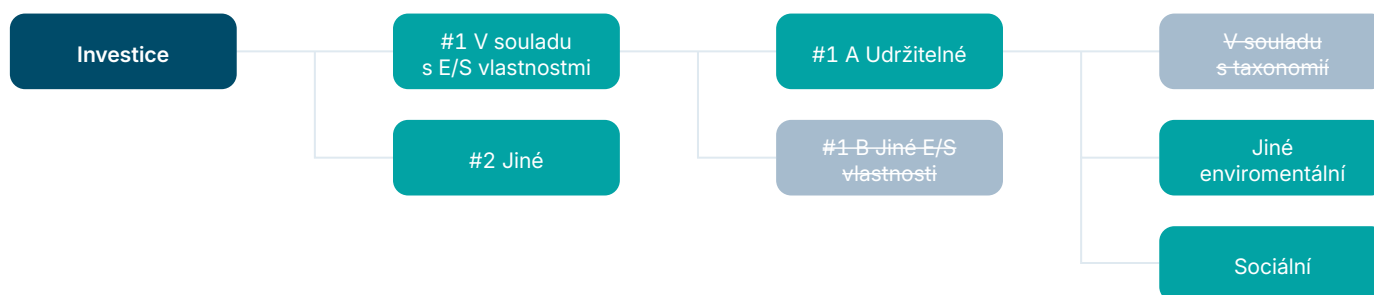 Investice
#1 V souladu
s E/S vlastnostmi
#1 A Udržitelné
V souladu
s taxonomií
#2 Jiné
#1 B Jiné E/S
vlastnosti
Jiné
enviromentální
Sociální